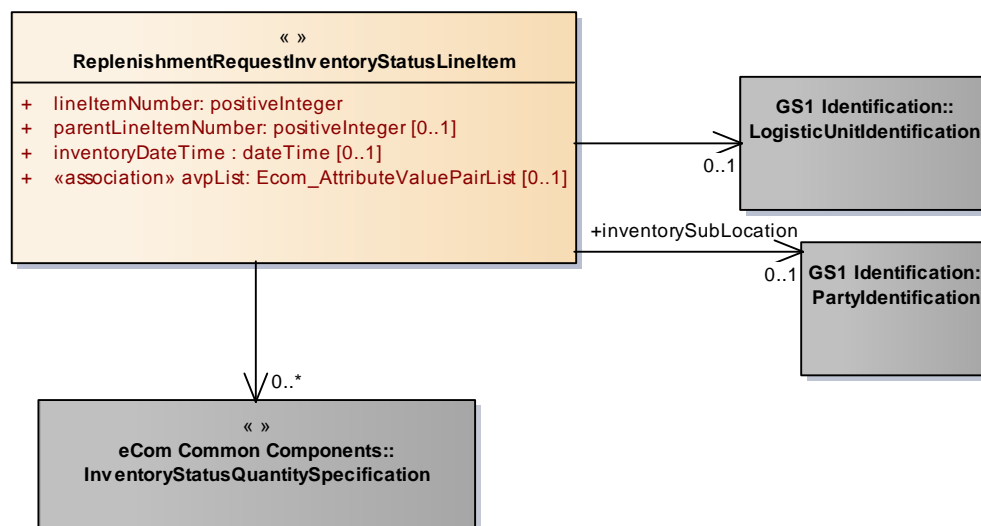 « »
ReplenishmentRequestInventoryStatusLineItem
+ lineItemNumber: positiveInteger
+ parentLineItemNumber: positiveInteger [0..1]
+ inventoryDateTime : dateTime [0..1]
+ «association» avpList: Ecom_AttributeValuePairList [0..1]
GS1 Identification::
LogisticUnitIdentification
0..1
+inventorySubLocation
0..1
GS1 Identification:
PartyIdentification
0..*
« »
eCom Common Components::
InventoryStatusQuantitySpecification